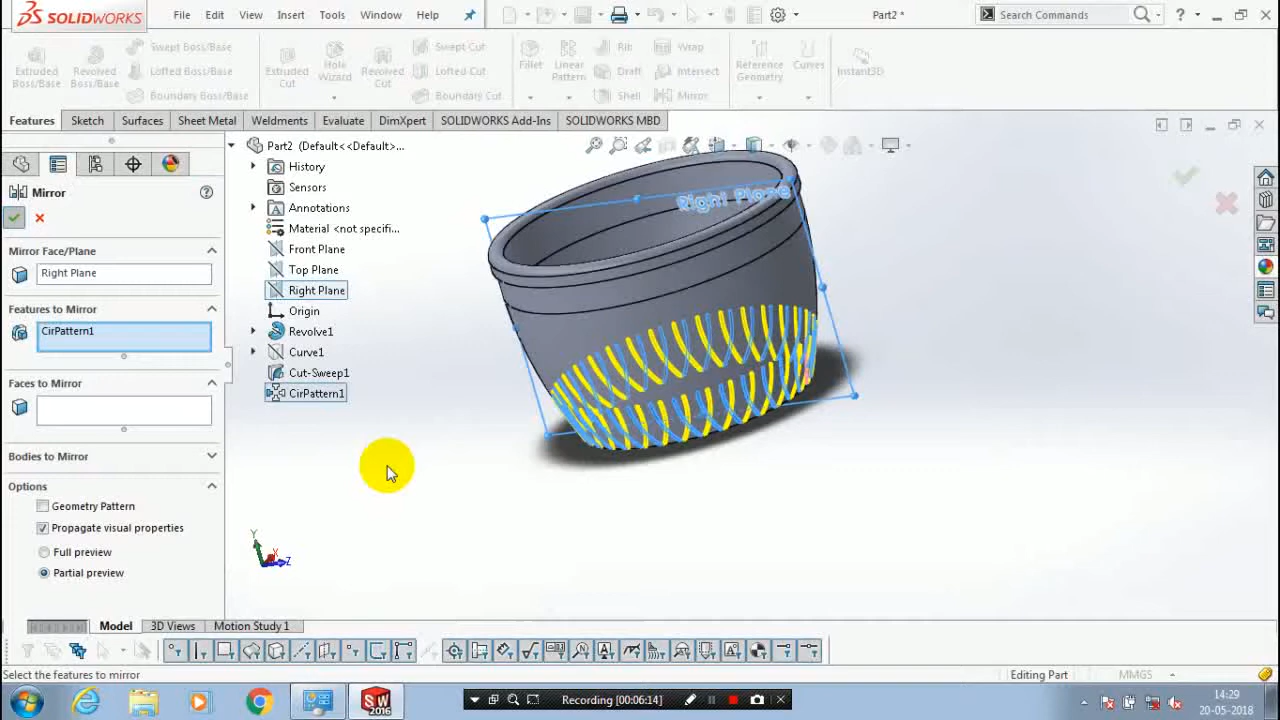 SOLIDWORKS File Edit View Insert Tools Window Help Part2 * Search Commands
Extruded Boss/Base
Revolved Boss/Base
Swept Boss/Base
Lofted Boss/Base
Boundary Boss/Base
Extruded Cut
Hole Wizard
Revolved Cut
Swept Cut
Lofted Cut
Boundary Cut
Fillet
Linear Pattern
Rib
Draft
Shell
Wrap
Intersect
Mirror
Reference Geometry
Curves
Instant3D
Features Sketch Surfaces Sheet Metal Weldments Evaluate DimXpert SOLIDWORKS Add-Ins SOLIDWORKS MBD
Mirror
Mirror Face/Plane
Right Plane
Features to Mirror
CirPattern1
Faces to Mirror
Bodies to Mirror
Options
Geometry Pattern
Propagate visual properties
Full preview
Partial preview
Part2 (Default<<Default>...
History
Sensors
Annotations
Material <not specifi...
Front Plane
Top Plane
Right Plane
Origin
Revolve1
Curve1
Cut-Sweep1
CirPattern1
Right Plane
Y
X
Z
Model 3D Views Motion Study 1
Select the features to mirror Editing Part MMGS
SW 2016
Recording [00:06:14]
14:29
20-05-2018